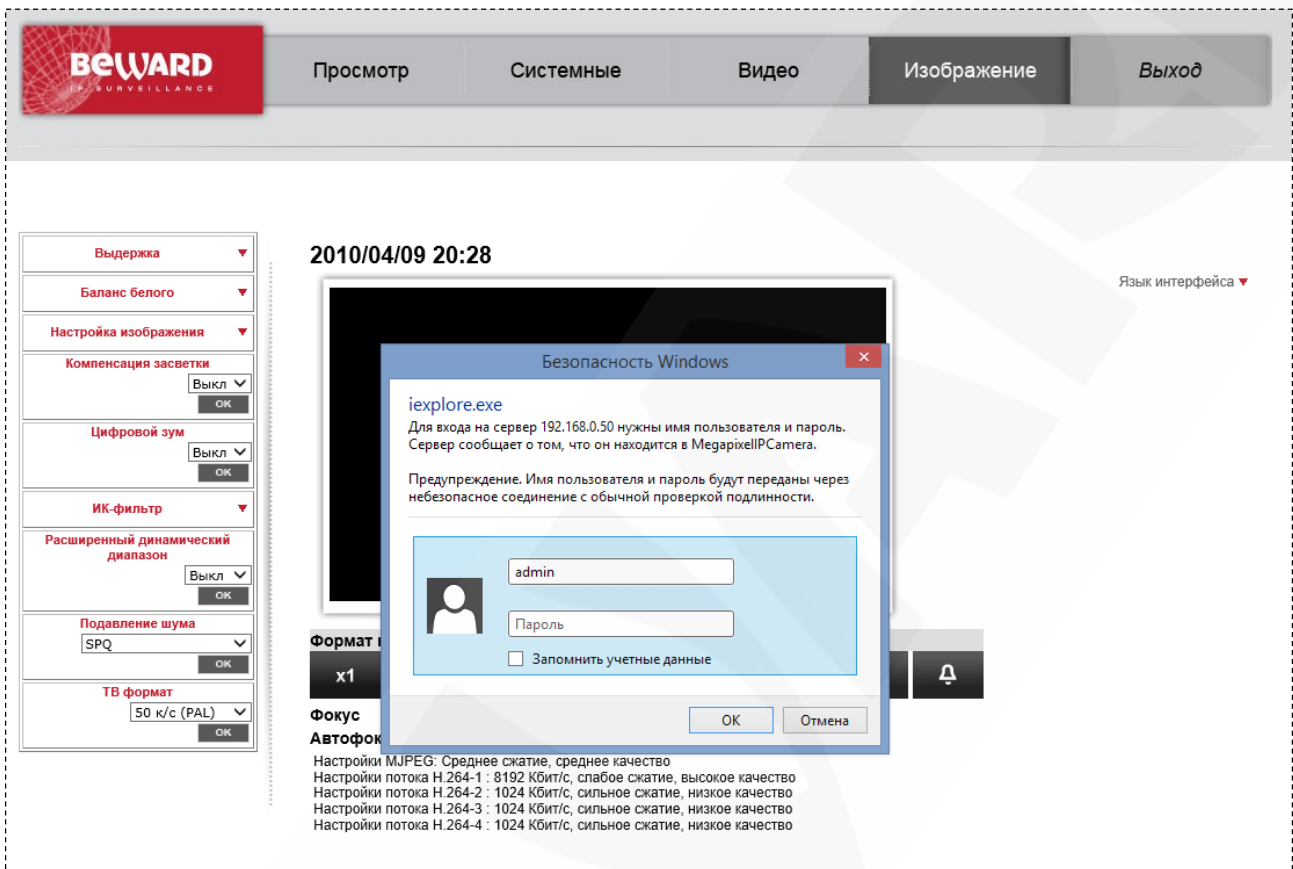 BEWARD
IP SURVEILLANCE
Просмотр
Системные
Видео
Изображение
Выход
Выдержка
Баланс белого
Настройка изображения
Компенсация засветки
Выкл
ОК
Цифровой зум
Выкл
ОК
ИК-фильтр
Расширенный динамический
диапазон
Выкл
ОК
Подавление шума
SPQ
ОК
ТВ формат
50 к/с (PAL)
ОК
2010/04/09 20:28
Язык интерфейса
Безопасность Windows
iexplore.exe
Для входа на сервер 192.168.0.50 нужны имя пользователя и пароль.
Сервер сообщает о том, что он находится в MegapixelIPCamera.
Предупреждение. Имя пользователя и пароль будут переданы через
небезопасное соединение с обычной проверкой подлинности.
admin
Пароль
Запомнить учетные данные
ОК
Отмена
Формат
x1
Фокус
Автофок
Настройки MJPEG: Среднее сжатие, среднее качество
Настройки потока H.264-1 : 8192 Кбит/с, слабое сжатие, высокое качество
Настройки потока H.264-2 : 1024 Кбит/с, сильное сжатие, низкое качество
Настройки потока H.264-3 : 1024 Кбит/с, сильное сжатие, низкое качество
Настройки потока H.264-4 : 1024 Кбит/с, сильное сжатие, низкое качество